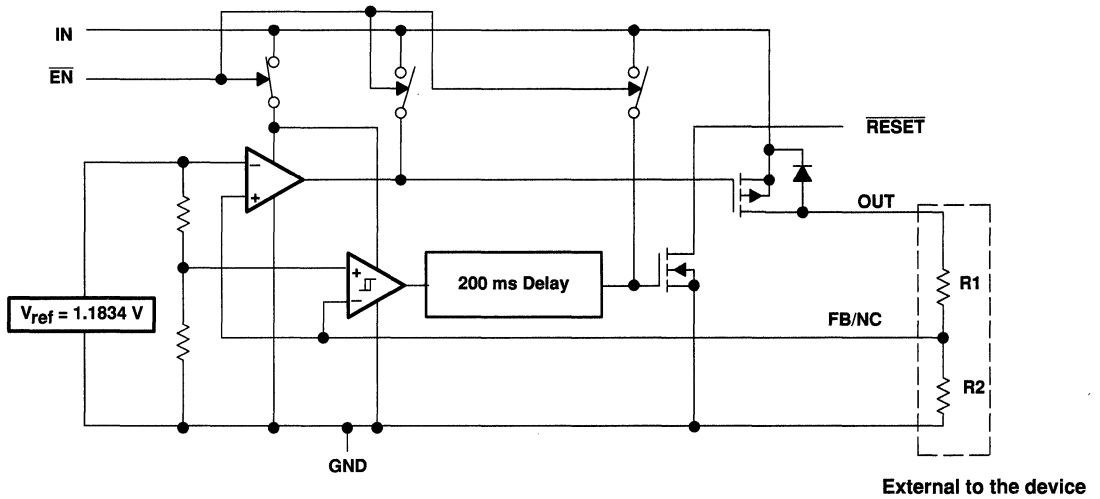 IN
EN
RESET
OUT
−
+
+
−
200 ms Delay
R1
Vref = 1.1834 V
FB/NC
R2
GND
External to the device